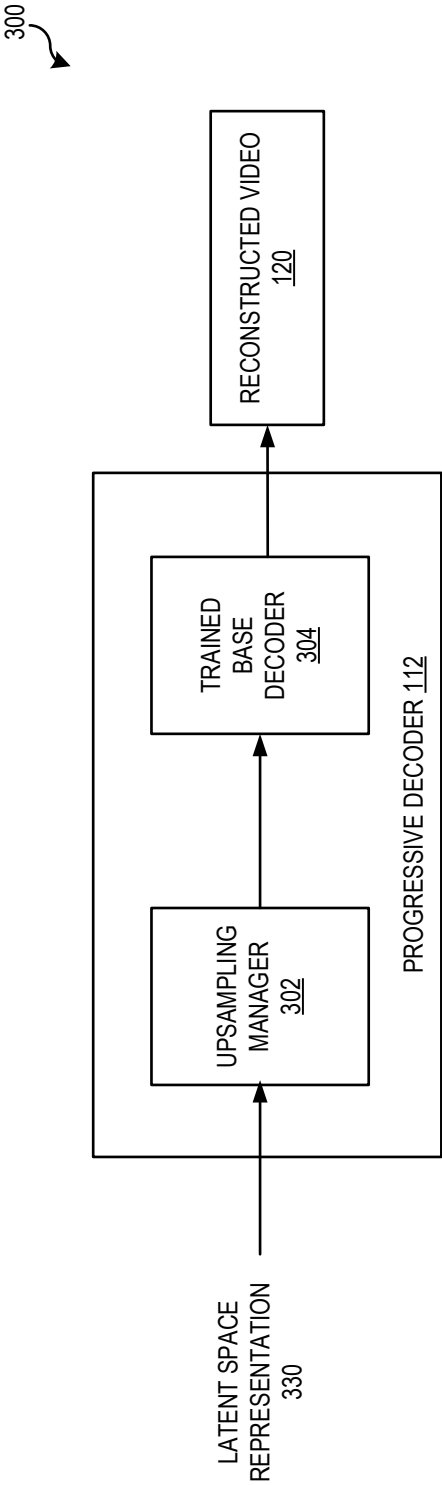 300
LATENT SPACE
REPRESENTATION
330
UPSAMPLING
MANAGER
302
TRAINED
BASE
DECODER
304
PROGRESSIVE DECODER 112
RECONSTRUCTED VIDEO
120